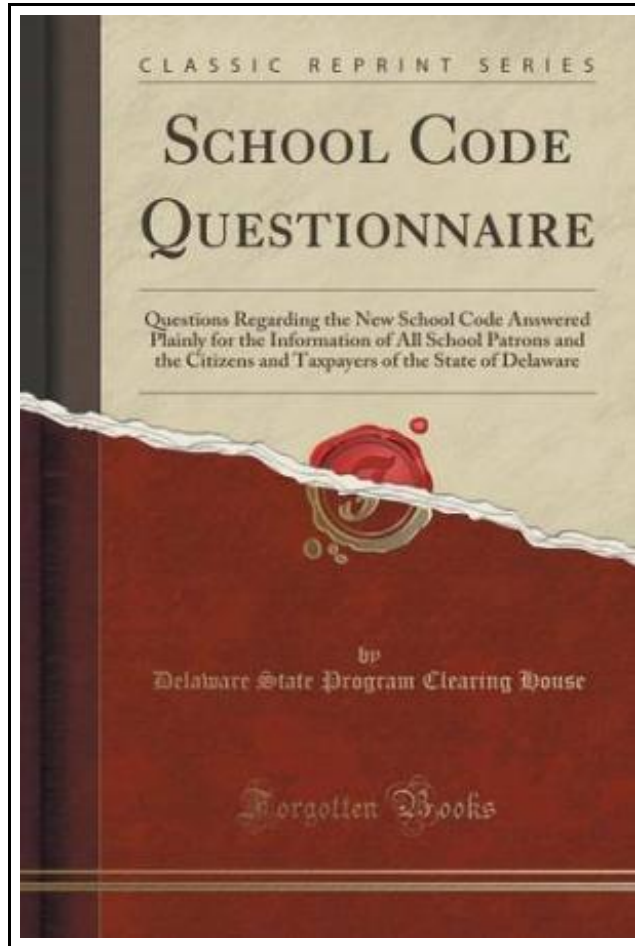 CLASSIC REPRINT SERIES
SCHOOL CODE
QUESTIONNAIRE
Questions Regarding the New School Code Answered
Plainly for the Information of All School Patrons and
the Citizens and Taxpayers of the State of Delaware
F
by
Delaware State Program Clearing House
Forgotten Books